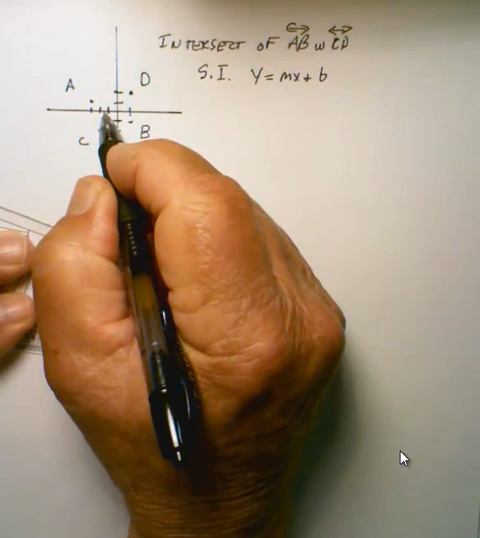 INTERSECT OF AB W CD
S.I. Y = mx + b
A
D
C
B